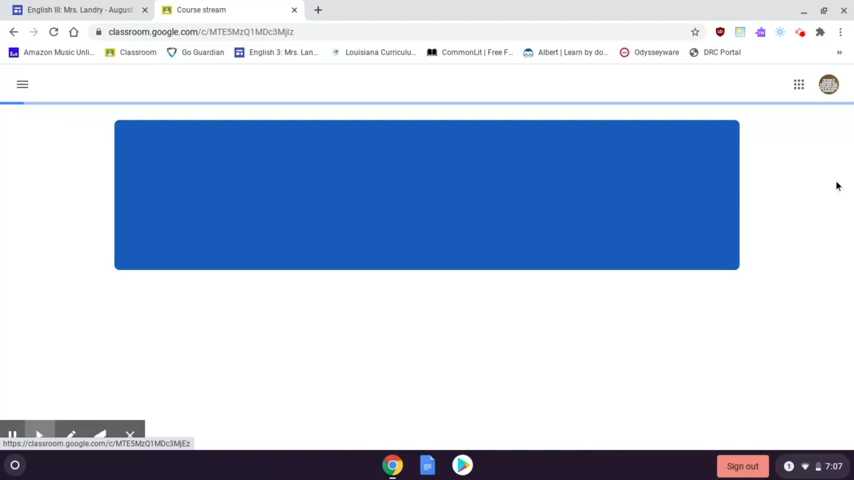 English III: Mrs. Landry - August
Course stream
classroom.google.com/c/MTE5MzQ1MDc3MjIz
Amazon Music Unli...
Classroom
Go Guardian
English 3: Mrs. Lan...
Louisiana Curriculu...
CommonLit | Free F...
Albert | Learn by do...
Odysseyware
DRC Portal
https://classroom.google.com/c/MTE5MzQ1MDc3MjEz
Sign out
1
7:07